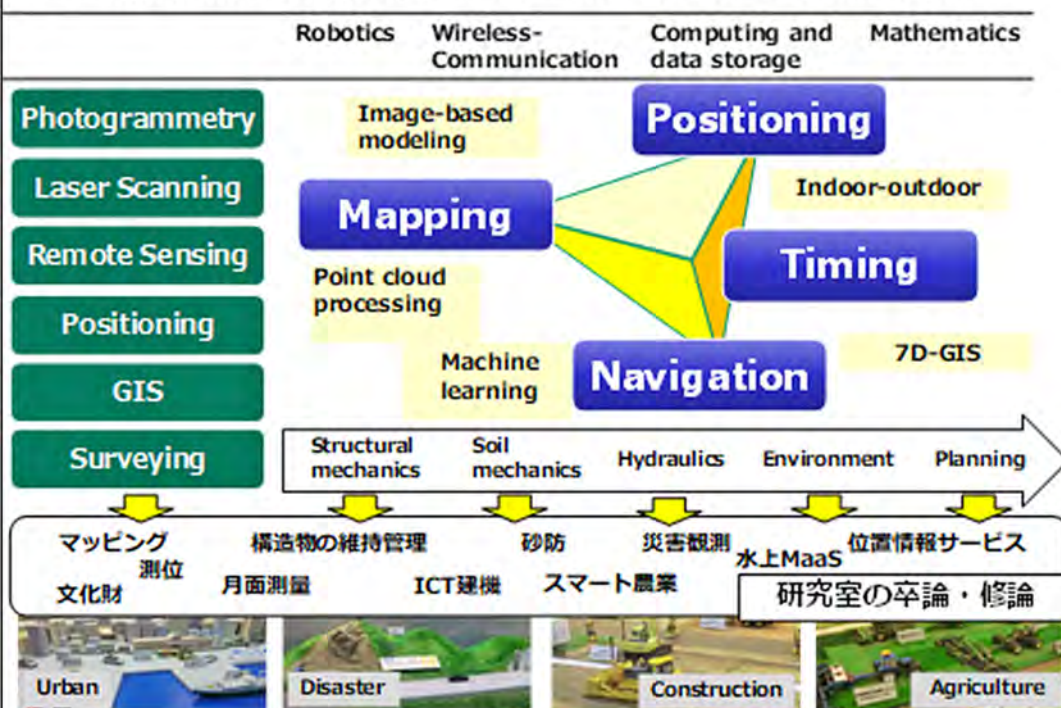 Robotics
Wireless-
Communication
Computing and
data storage
Mathematics
Photogrammetry
Laser Scanning
Remote Sensing
Positioning
GIS
Surveying
Image-based
modeling
Positioning
Indoor-outdoor
Mapping
Timing
Point cloud
processing
Machine
learning
Navigation
7D-GIS
Structural
mechanics
Soil
mechanics
Hydraulics
Environment
Planning
マッピング
構造物の維持管理
砂防
災害観測
位置情報サービス
測位
水上MaaS
文化財
月面測量
ICT建機
スマート農業
研究室の卒論・修論
Urban
Disaster
Construction
Agriculture